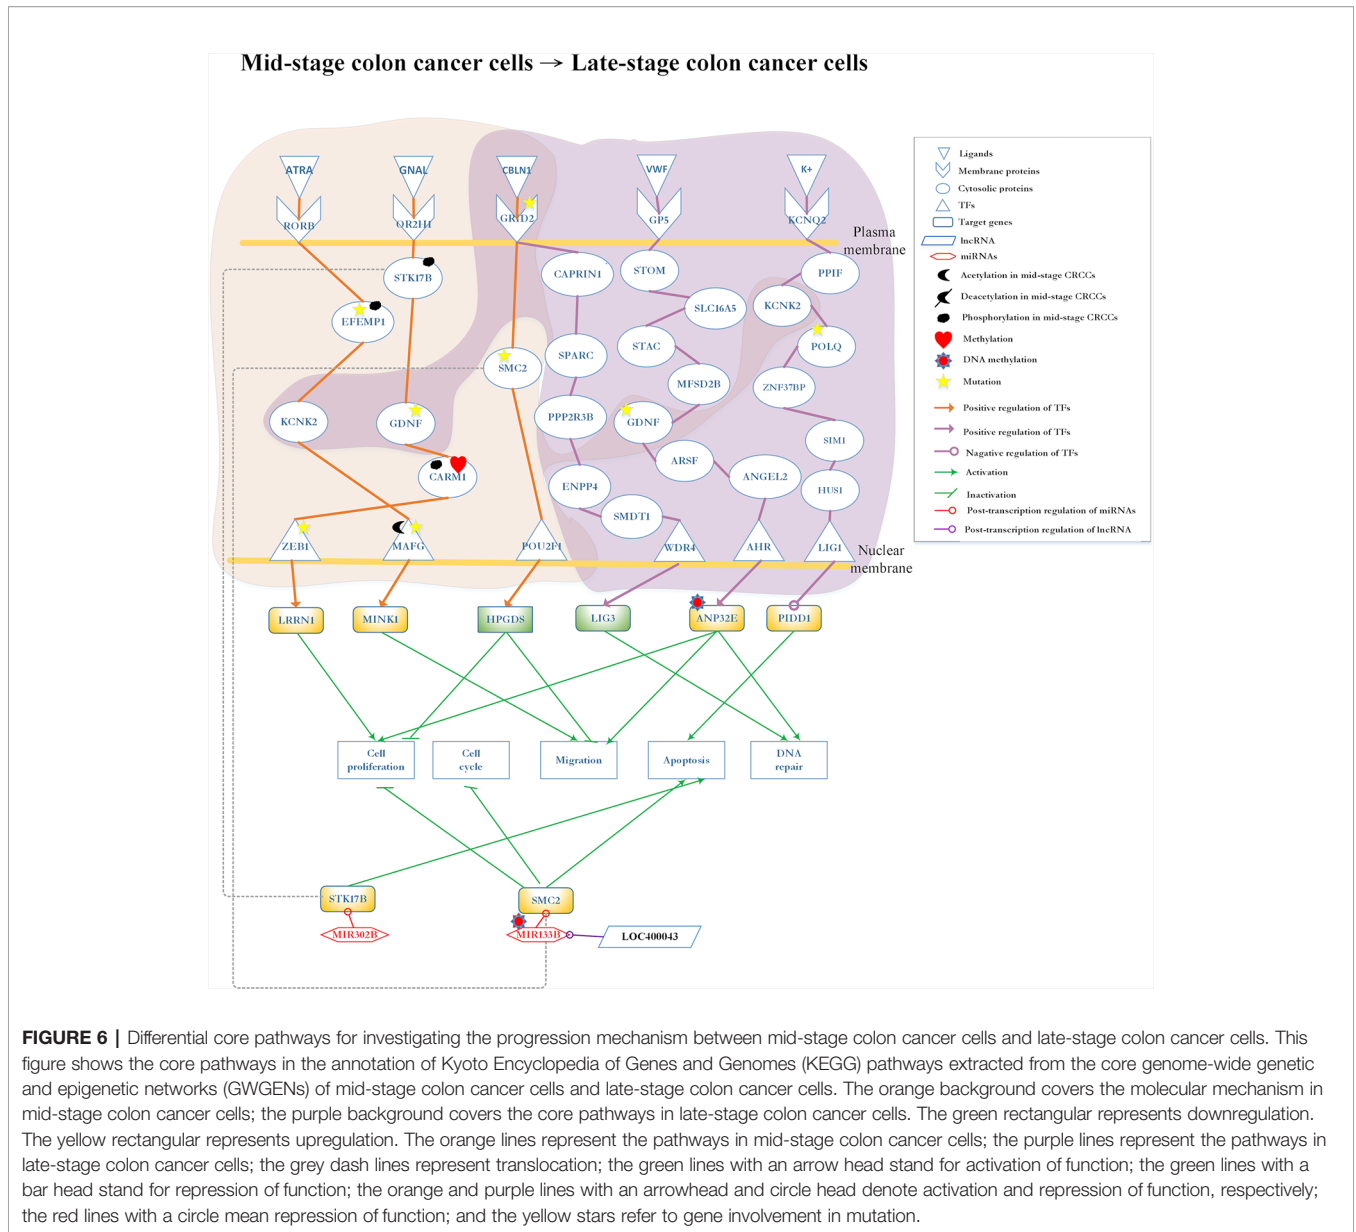 Mid-stage colon cancer cells → Late-stage colon cancer cells
ATRA
GNAL
CBLN1
VWF
K+
RORB
OR2H1
GRID2
GP5
KCNQ2
Plasma
membrane
STK17B
CAPRIN1
STOM
PPIF
EFEMP1
SLC16A5
KCNK2
SMC2
SPARC
STAC
POLQ
MFSD2B
ZNF37BP
KCNK2
GDNF
PPP2R3B
GDNF
SIM1
CARM1
ARSF
ANGEL2
ENPP4
HUS1
SMDT1
ZEB1
MAFG
POU2F1
WDR4
AHR
LIG1
Nuclear
membrane
LRRN1
MINK1
HPGDS
LIG3
ANP32E
PIDD1
Cell
proliferation
Cell
cycle
Migration
Apoptosis
DNA
repair
STK17B
SMC2
MIR302B
MIR133B
LOC400043
Ligands
Membrane proteins
Cytosolic proteins
TFs
Target genes
lncRNA
miRNAs
Acetylation in mid-stage CRCCs
Deacetylation in mid-stage CRCCs
Phosphorylation in mid-stage CRCCs
Methylation
DNA methylation
Mutation
Positive regulation of TFs
Positive regulation of TFs
Nagative regulation of TFs
Activation
Inactivation
Post-transcription regulation of miRNAs
Post-transcription regulation of lncRNA
FIGURE 6 | Differential core pathways for investigating the progression mechanism between mid-stage colon cancer cells and late-stage colon cancer cells. This
figure shows the core pathways in the annotation of Kyoto Encyclopedia of Genes and Genomes (KEGG) pathways extracted from the core genome-wide genetic
and epigenetic networks (GWGENs) of mid-stage colon cancer cells and late-stage colon cancer cells. The orange background covers the molecular mechanism in
mid-stage colon cancer cells; the purple background covers the core pathways in late-stage colon cancer cells. The green rectangular represents downregulation.
The yellow rectangular represents upregulation. The orange lines represent the pathways in mid-stage colon cancer cells; the purple lines represent the pathways in
late-stage colon cancer cells; the grey dash lines represent translocation; the green lines with an arrow head stand for activation of function; the green lines with a
bar head stand for repression of function; the orange and purple lines with an arrowhead and circle head denote activation and repression of function, respectively;
the red lines with a circle mean repression of function; and the yellow stars refer to gene involvement in mutation.